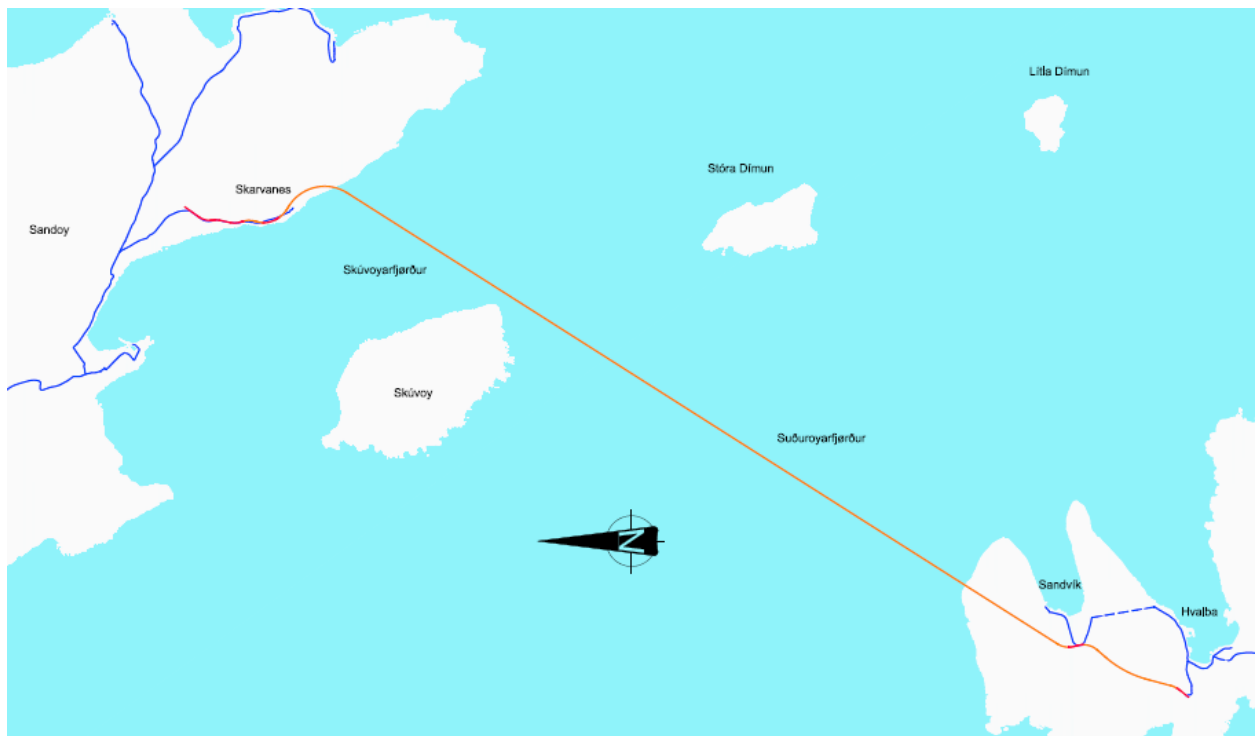 Lítla Dímun
Stóra Dímun
Skarvanes
Sandoy
Skúvoyarfjørður
Skúvoy
Suðuroyarfjørður
N
Sandvík
Hvalba